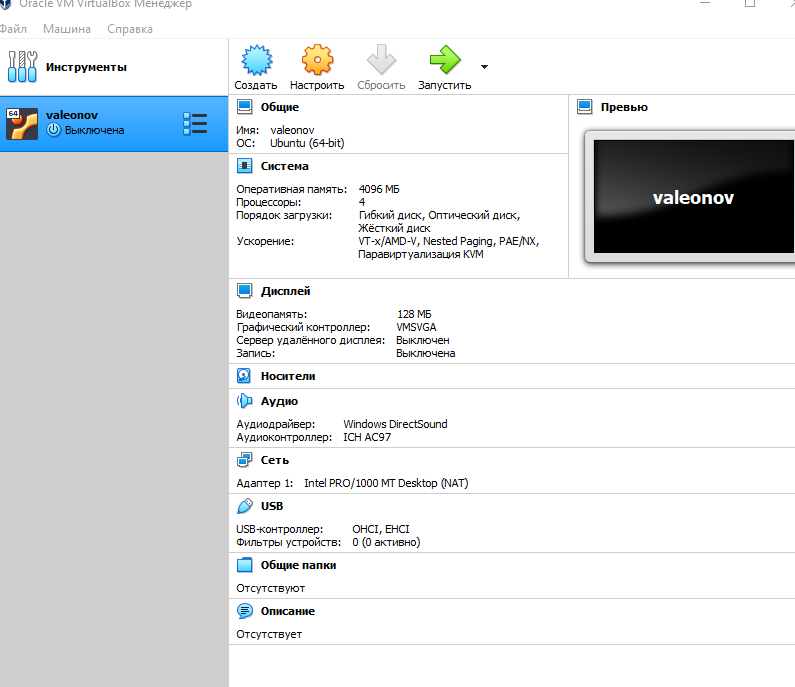 Oracle VM VirtualBox Менеджер
Файл Машина Справка
Инструменты
Создать Настроить Сбросить Запустить
64
valeonov
Выключена
Общие
Имя: valeonov
ОС: Ubuntu (64-bit)
Превью
valeonov
Система
Оперативная память: 4096 МБ
Процессоры: 4
Порядок загрузки: Гибкий диск, Оптический диск,
Жёсткий диск
Ускорение: VT-x/AMD-V, Nested Paging, PAE/NX,
Паравиртуализация KVM
Дисплей
Видеопамять: 128 МБ
Графический контроллер: VMSVGA
Сервер удалённого дисплея: Выключен
Запись: Выключена
Носители
Аудио
Аудиодрайвер: Windows DirectSound
Аудиоконтроллер: ICH AC97
Сеть
Адаптер 1: Intel PRO/1000 MT Desktop (NAT)
USB
USB-контроллер: OHCI, EHCI
Фильтры устройств: 0 (0 активно)
Общие папки
Отсутствуют
Описание
Отсутствует